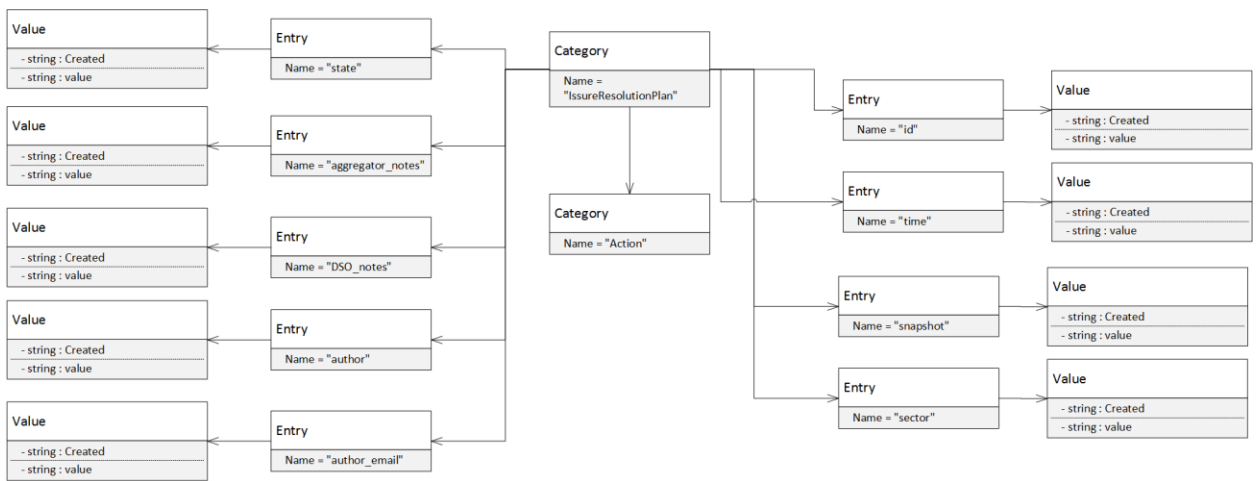 Value
- string : Created
- string : value
Entry
Name = "state"
Value
- string : Created
- string : value
Entry
Name = "aggregator_notes"
Value
- string : Created
- string : value
Entry
Name = "DSO_notes"
Value
- string : Created
- string : value
Entry
Name = "author"
Value
- string : Created
- string : value
Entry
Name = "author_email"
Category
Name =
"IssureResolutionPlan"
Category
Name = "Action"
Entry
Name = "id"
Value
- string : Created
- string : value
Entry
Name = "time"
Value
- string : Created
- string : value
Entry
Name = "snapshot"
Value
- string : Created
- string : value
Entry
Name = "sector"
Value
- string : Created
- string : value